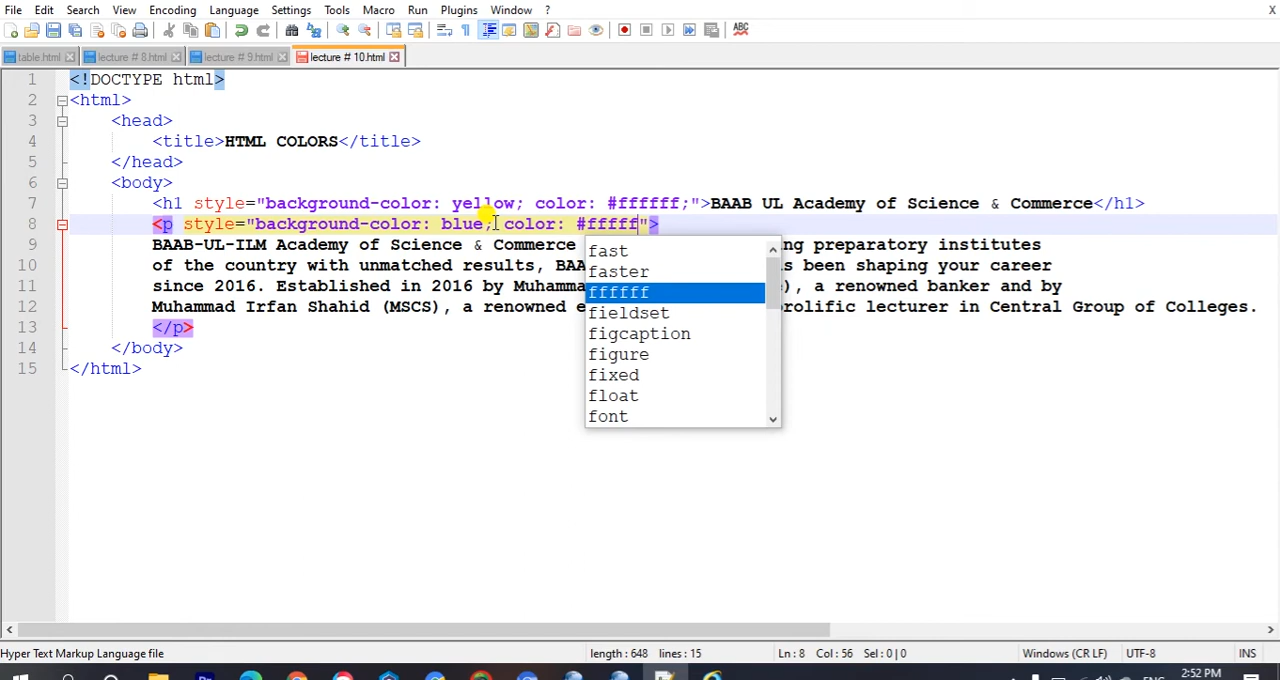 File Edit Search View Encoding Language Settings Tools Macro Run Plugins Window ? X
ABC
table.html lecture # 8.html lecture # 9.html lecture # 10.html
1 <!DOCTYPE html>
2 <html>
3 <head>
4 <title>HTML COLORS</title>
5 </head>
6 <body>
7 <h1 style="background-color: yellow; color: #ffffff;">BAAB UL Academy of Science & Commerce</h1>
8 <p style="background-color: blue; color: #fffff">
9 BAAB-UL-ILM Academy of Science & Commerce ng preparatory institutes
10 of the country with unmatched results, BAA s been shaping your career
11 since 2016. Established in 2016 by Muhamma ), a renowned banker and by
12 Muhammad Irfan Shahid (MSCS), a renowned e prolific lecturer in Central Group of Colleges.
13 </p>
14 </body>
15 </html>
fast
faster
ffffff
fieldset
figcaption
figure
fixed
float
font
Hyper Text Markup Language file length : 648 lines : 15 Ln : 8 Col : 56 Sel : 0 | 0 Windows (CR LF) UTF-8 INS
2:52 PM